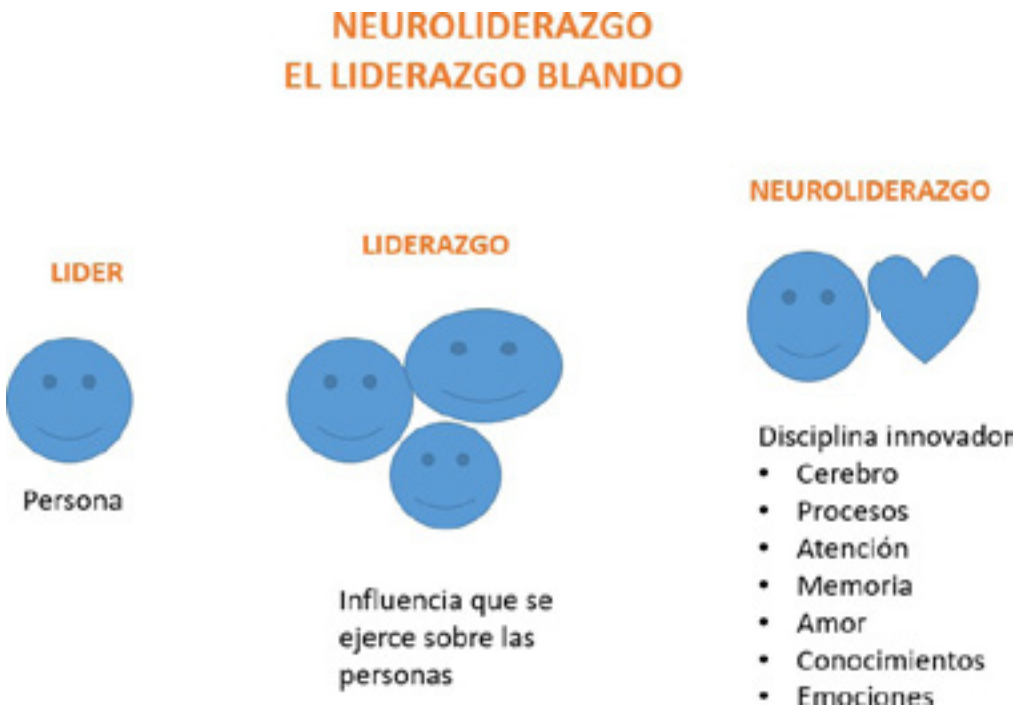 NEUROLIDERAZGO
EL LIDERAZGO BLANDO
LIDER
Persona
LIDERAZGO
Influencia que se
ejerce sobre las
personas
NEUROLIDERAZGO
Disciplina innovador
• Cerebro
• Procesos
• Atención
• Memoria
• Amor
• Conocimientos
• Emociones